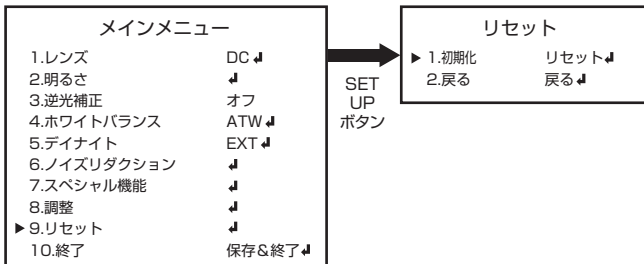 メインメニュー
1.レンズ DC↲
2.明るさ ↲
3.逆光補正 オフ
4.ホワイトバランス ATW↲
5.デイナイト EXT↲
6.ノイズリダクション ↲
7.スペシャル機能 ↲
8.調整 ↲
▶9.リセット ↲
10.終了 保存&終了↲
SET
UP
ボタン
リセット
▶1.初期化 リセット↲
2.戻る 戻る↲